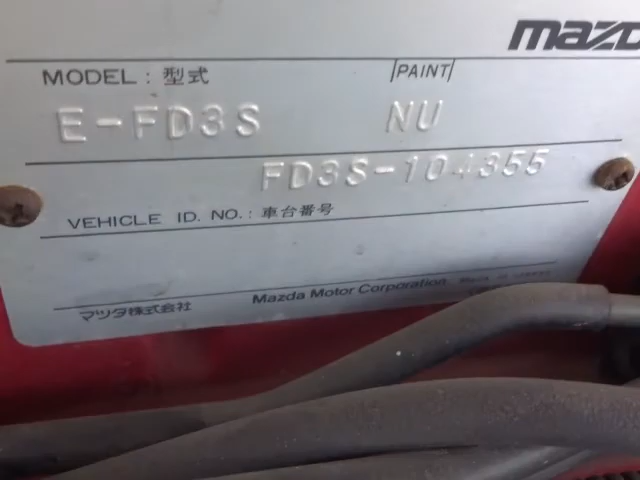 mazd
MODEL : 型式 PAINT
E-FD3S NU
FD3S-104355
VEHICLE ID. NO. : 車台番号
マツダ株式会社 Mazda Motor Corporation